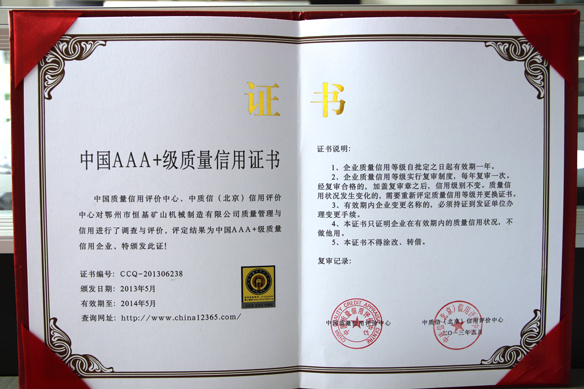 证书
中国AAA+级质量信用证书
中国质量信用评价中心、中质信（北京）信用评价
中心对鄂州市恒基矿山机械制造有限公司质量管理与
信用进行了调查与评价，评定结果为中国AAA+级质量
信用企业、特颁发此证！
证书编号：CCQ-201306238
颁发日期：2013年5月
有效期至：2014年5月
查询网址：http://www.china12365.com/
证书说明：
1、企业质量信用等级自批定之日起有效期一年。
2、企业质量信用等级实行复审制度，每年复审一次，
经复审合格的，加盖复审章之后，信用级别不变。质量信
用状况发生变化的，需要重新评定质量信用等级并更换证书。
3、有效期内企业变更名称的，必须持证到发证单位办
理变更手续。
4、本证书只证明企业在有效期内的质量信用状况，不
做他用。
5、本证书不得涂改、转借。
复审记录：
中国质量信用评价中心
中质信（北京）信用评价中心
二〇一三年五月